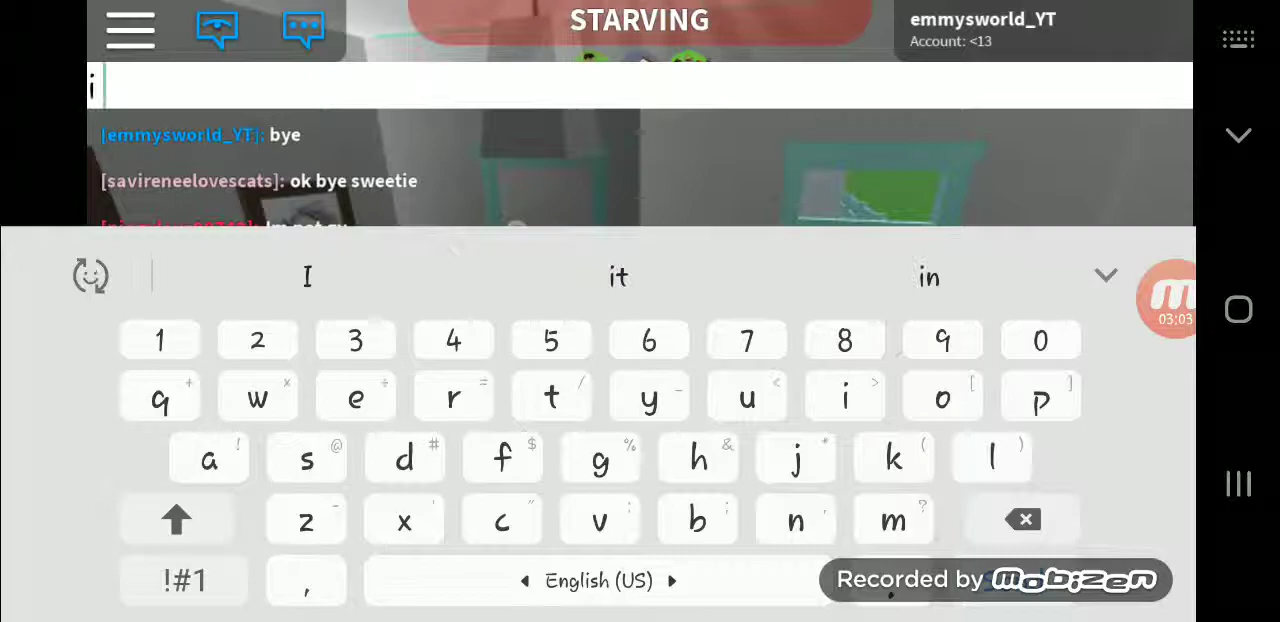 STARVING
emmysworld_YT
Account: <13
i
[emmysworld_YT]: bye
[savireneelovescats]: ok bye sweetie
I it in
03:03
1 2 3 4 5 6 7 8 9 0
q + w × e ÷ r = t / y _ u < i > o [ p ]
a ! s @ d # f $ g % h & j * k ( l )
z - x ' c " v : b ; n , m ?
!#1 , English (US) .
Recorded by mobizen